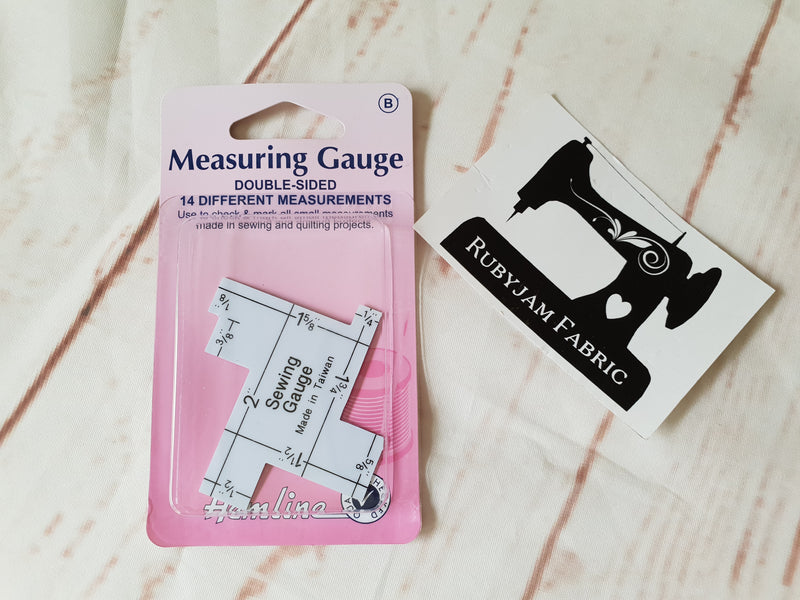 B
Measuring Gauge
DOUBLE-SIDED
14 DIFFERENT MEASUREMENTS
Use to check & mark all small measurements
made in sewing and quilting projects.
1/8"
3/8"
1 5/8"
1/4"
2"
Sewing
Gauge
Made in Taiwan
1 3/4"
1 1/2"
5/8"
1/2"
Hemline
RUBYJAM FABRIC